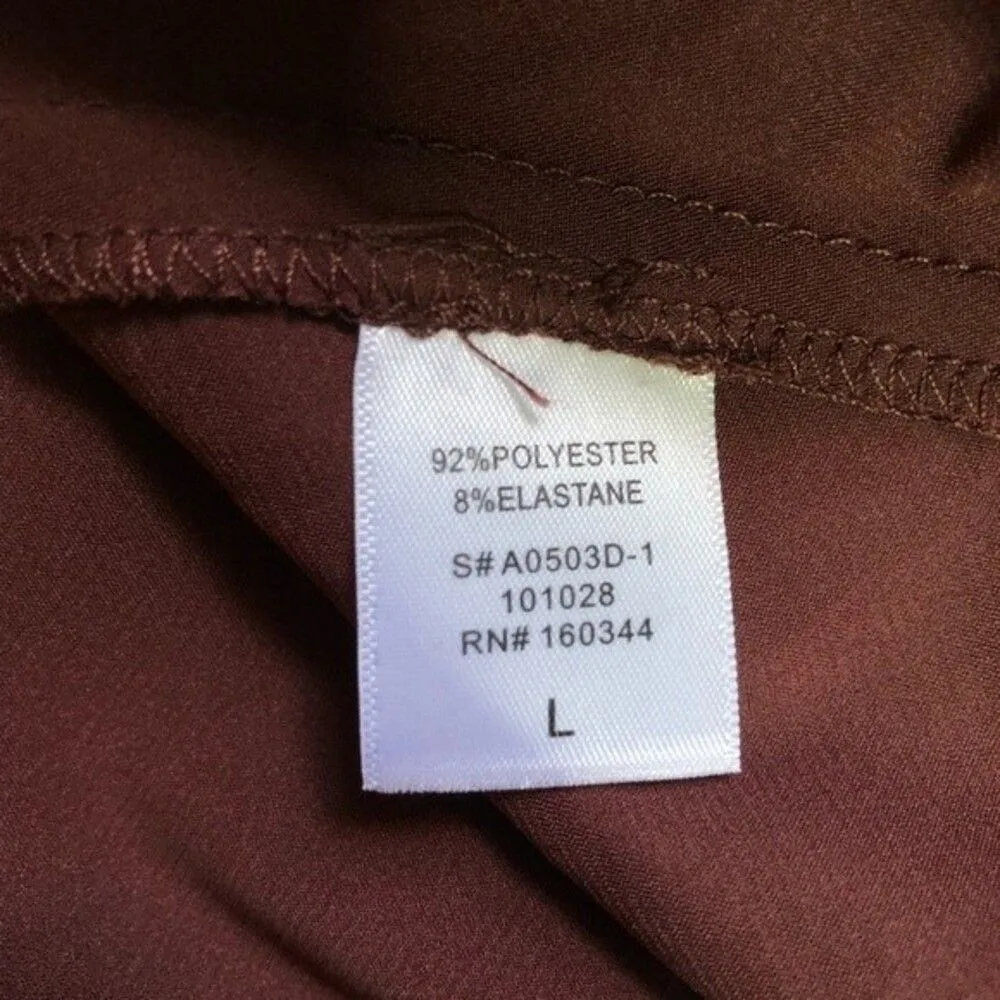 92%POLYESTER
8%ELASTANE
S# A0503D-1
101028
RN# 160344
L